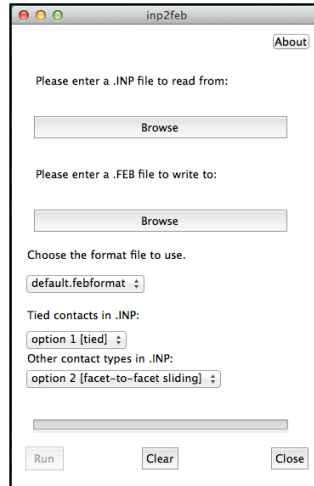 inp2feb
About
Please enter a .INP file to read from:
Browse
Please enter a .FEB file to write to:
Browse
Choose the format file to use.
default.febformat
Tied contacts in .INP:
option 1 [tied]
Other contact types in .INP:
option 2 [facet-to-facet sliding]
Run Clear Close